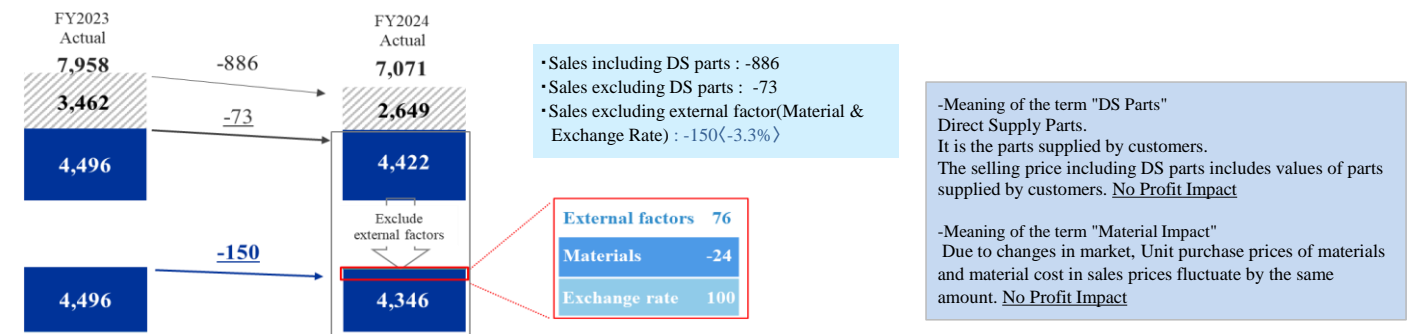 FY2023
Actual
7,958
3,462
4,496
-886
-73
FY2024
Actual
7,071
2,649
4,422
Exclude
external factors
4,496
-150
4,346
・Sales including DS parts : -886
・Sales excluding DS parts :  -73
・Sales excluding external factor(Material &
Exchange Rate) : -150〈-3.3%〉
External factors 76
Materials -24
Exchange rate 100
-Meaning of the term "DS Parts"
Direct Supply Parts.
It is the parts supplied by customers.
The selling price including DS parts includes values of parts
supplied by customers. No Profit Impact
-Meaning of the term "Material Impact"
Due to changes in market, Unit purchase prices of materials
and material cost in sales prices fluctuate by the same
amount. No Profit Impact